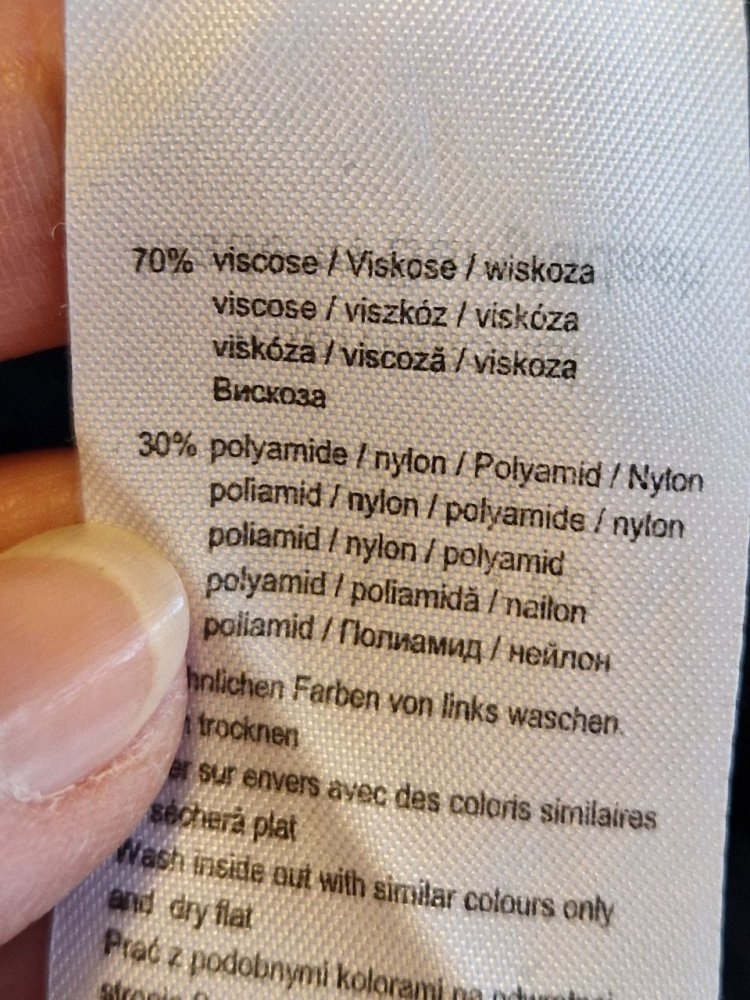 70% viscose / Viskose / wiskoza
viscose / viszkóz / viskóza
viskóza / viscoză / viskoza
Вискоза
30% polyamide / nylon / Polyamid / Nylon
poliamid / nylon / polyamide / nylon
poliamid / nylon / polyamid
polyamid / poliamidă / nailon
poliamid / Полиамид / нейлон
hnlichen Farben von links waschen.
trocknen
er sur envers avec des coloris similaires
sécherà plat
Wash inside out with similar colours only
and dry flat
Prać z podobnymi kolorami na